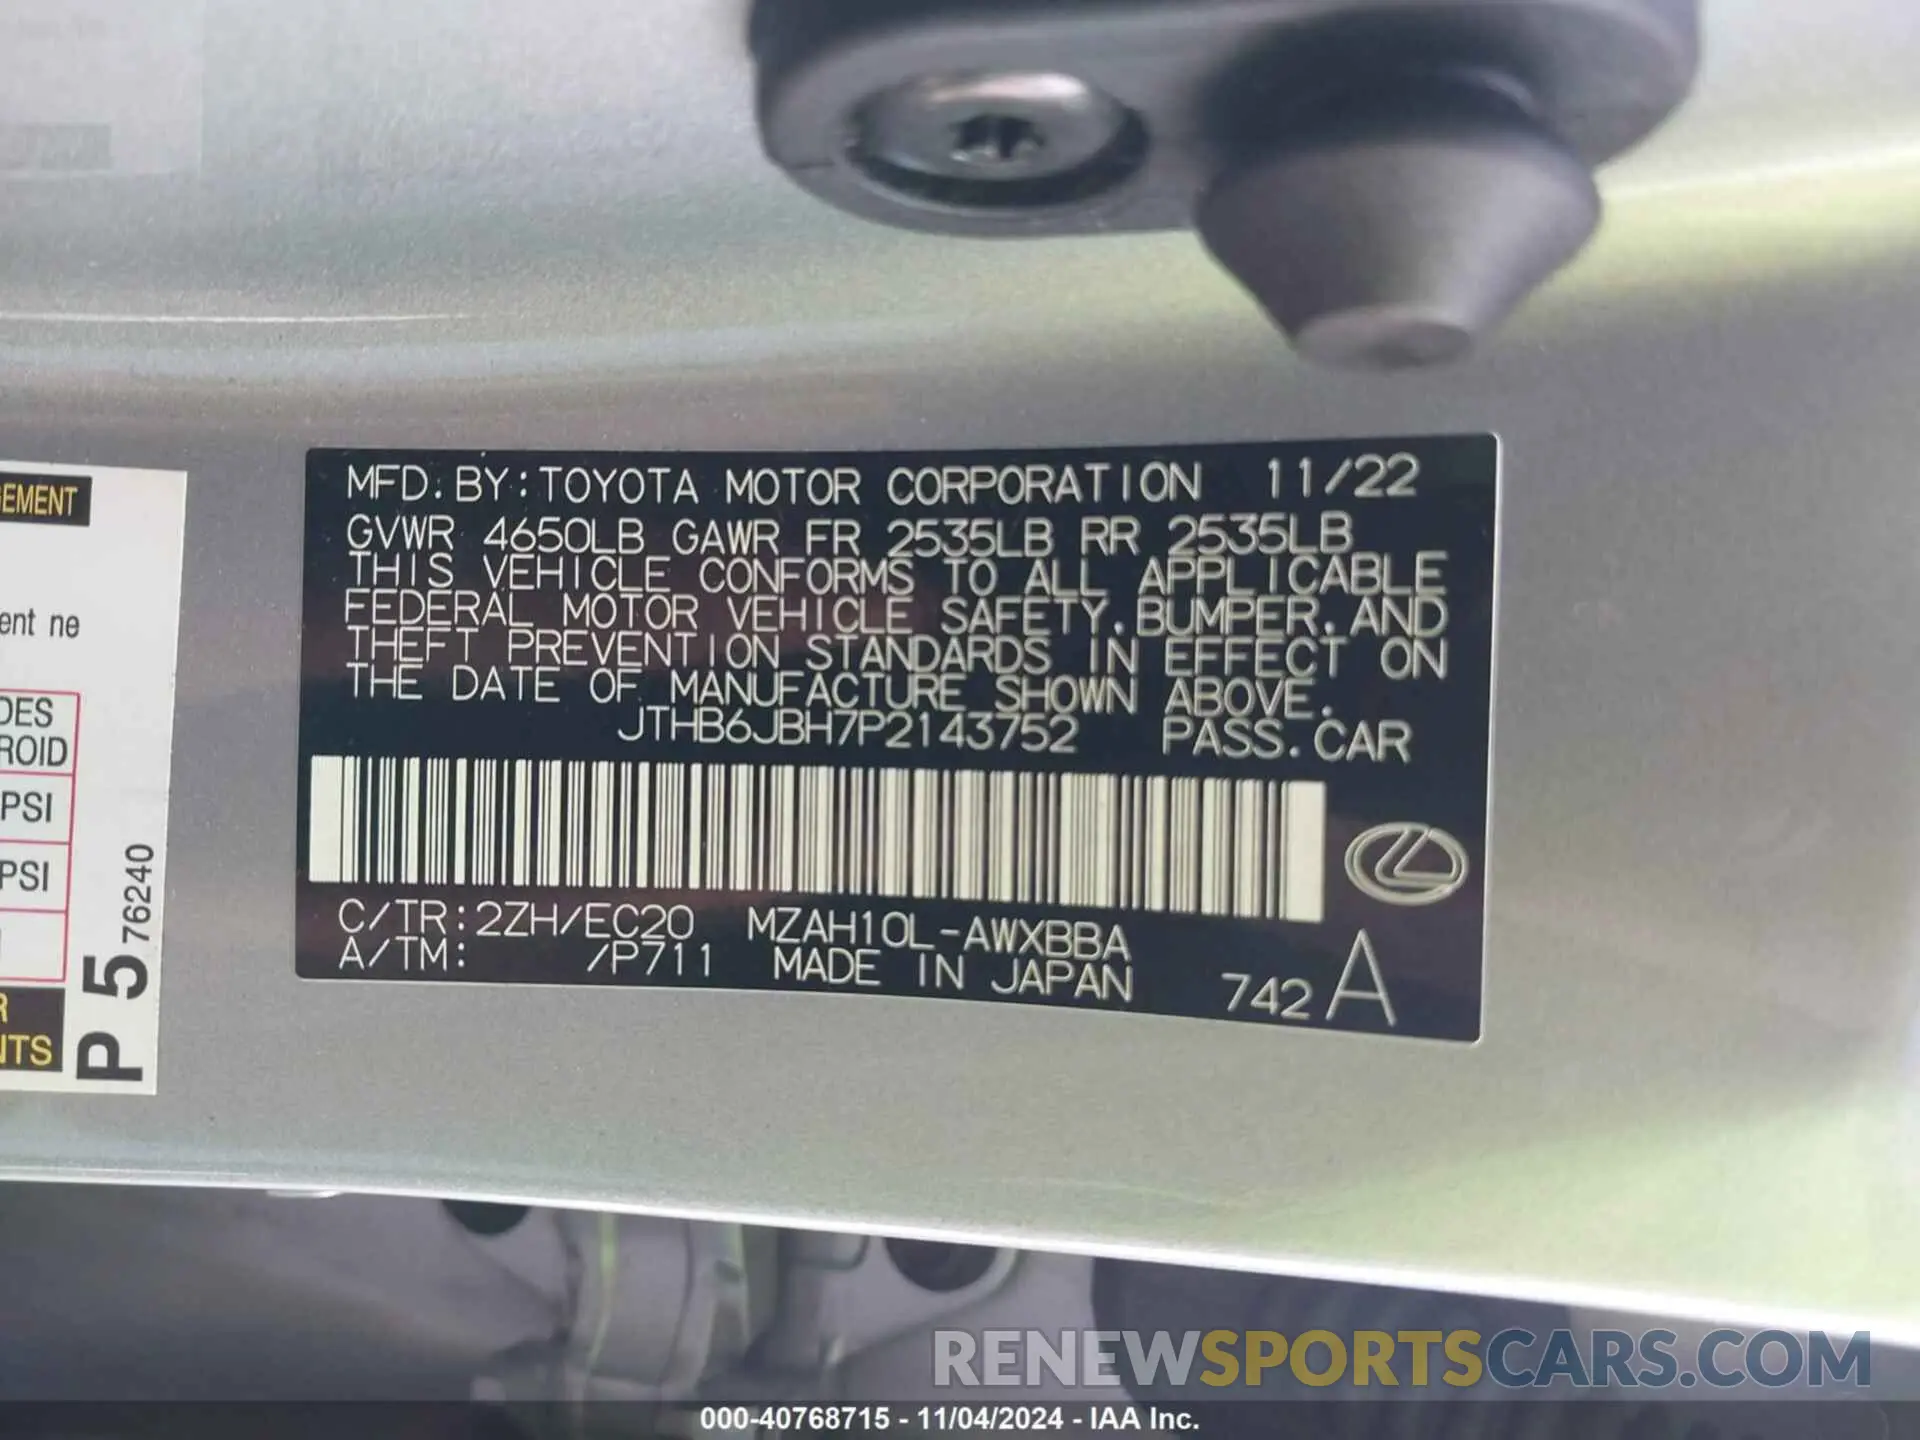 MFD. BY: TOYOTA MOTOR CORPORATION 11/22
GVWR 4650LB GAWR FR 2535LB RR 2535LB
THIS VEHICLE CONFORMS TO ALL APPLICABLE
FEDERAL MOTOR VEHICLE SAFETY, BUMPER, AND
THEFT PREVENTION STANDARDS IN EFFECT ON
THE DATE OF MANUFACTURE SHOWN ABOVE.
JTHB6JBH7P2143752 PASS. CAR
C/TR: 2ZH/EC20 MZAH10L-AWXBBA
A/TM: /P711 MADE IN JAPAN 742 A
GEMENT
ent ne
DES
ROID
PSI
PSI
R
NTS
P 5 76240
RENEWSPORTSCARS.COM
000-40768715 - 11/04/2024 - IAA Inc.